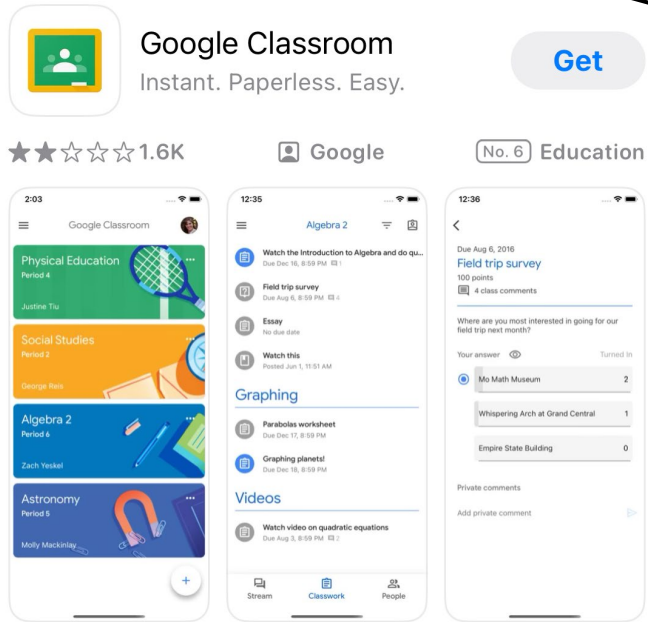 Google Classroom
Instant. Paperless. Easy.
Get
1.6K
Google
No. 6 Education
2:03
Google Classroom
Physical Education
Period 4
Justine Tiu
Social Studies
Period 2
George Reis
Algebra 2
Period 6
Zach Yeskel
Astronomy
Period 5
Molly Mackinlay
+
12:35
Algebra 2
Watch the Introduction to Algebra and do qu...
Due Dec 16, 8:59 PM 1
Field trip survey
Due Aug 6, 8:59 PM 4
Essay
No due date
Watch this
Posted Jun 1, 11:51 AM
Graphing
Parabolas worksheet
Due Dec 17, 8:59 PM
Graphing planets!
Due Dec 18, 8:59 PM
Videos
Watch video on quadratic equations
Due Aug 3, 8:59 PM 2
Stream
Classwork
People
12:36
Due Aug 6, 2016
Field trip survey
100 points
4 class comments
Where are you most interested in going for our
field trip next month?
Your answer
Turned in
Mo Math Museum 2
Whispering Arch at Grand Central 1
Empire State Building 0
Private comments
Add private comment